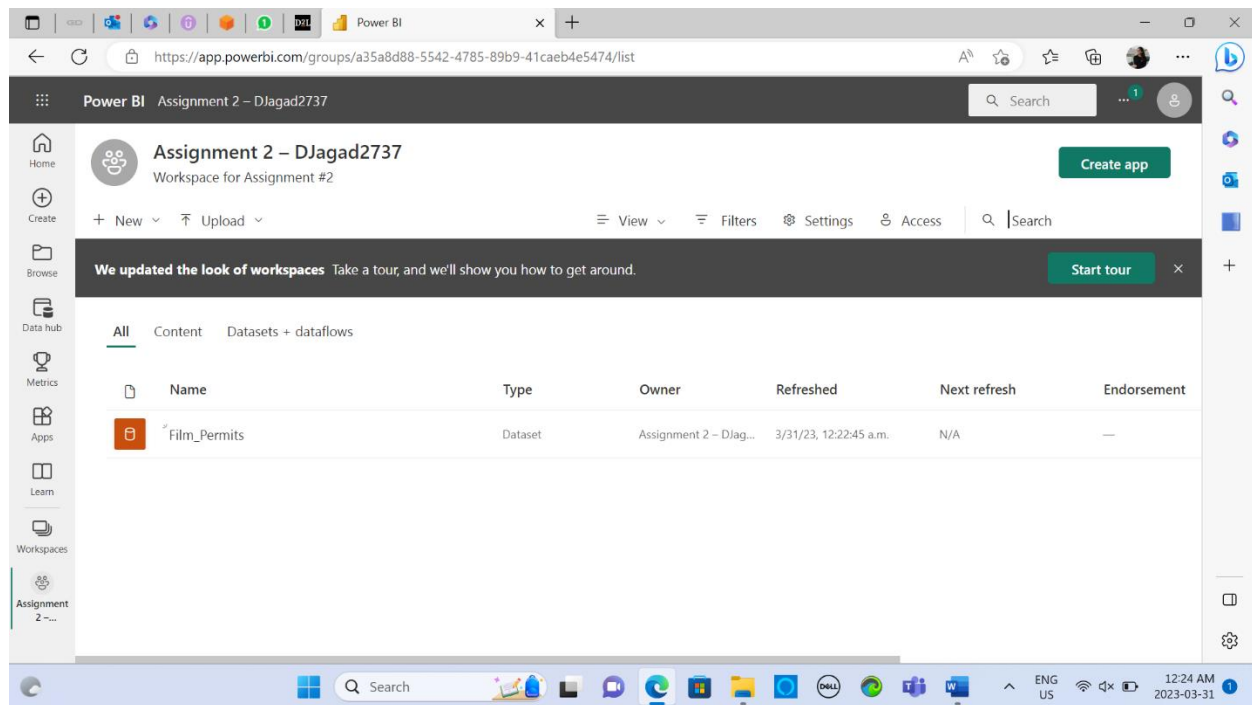 D2L Power BI
https://app.powerbi.com/groups/a35a8d88-5542-4785-89b9-41caeb4e5474/list
Power BI Assignment 2 – DJagad2737 Search 1
Assignment 2 – DJagad2737
Workspace for Assignment #2
Create app
Home
Create
Browse
Data hub
Metrics
Apps
Learn
Workspaces
Assignment
2 –...
+ New Upload View Filters Settings Access Search
We updated the look of workspaces Take a tour, and we'll show you how to get around. Start tour
All Content Datasets + dataflows
Name Type Owner Refreshed Next refresh Endorsement
Film_Permits Dataset Assignment 2 – DJag... 3/31/23, 12:22:45 a.m. N/A —
Search DELL ENG 12:24 AM
US 2023-03-31 1